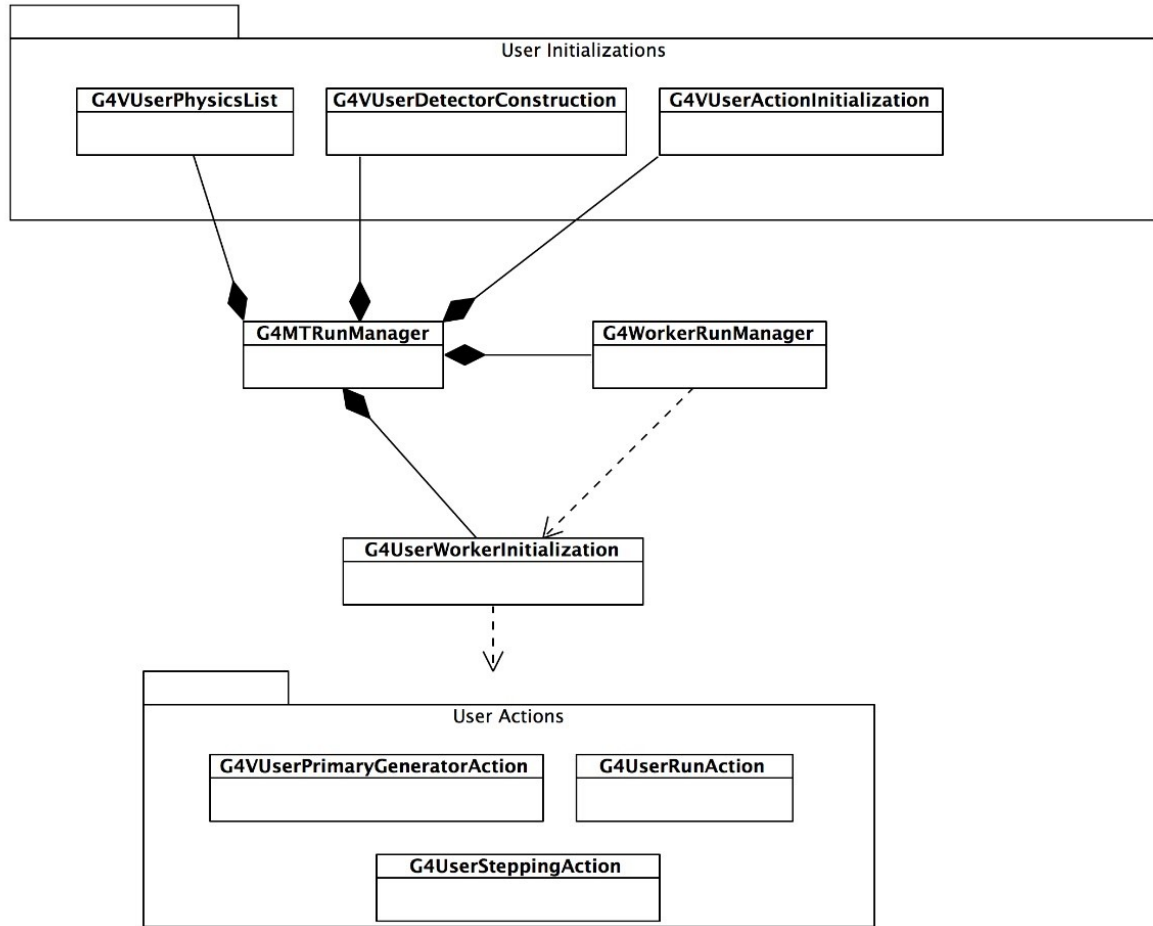 User Initializations
G4VUserPhysicsList
G4VUserDetectorConstruction
G4VUserActionInitialization
G4MTRunManager
G4WorkerRunManager
G4UserWorkerInitialization
User Actions
G4VUserPrimaryGeneratorAction
G4UserRunAction
G4UserSteppingAction